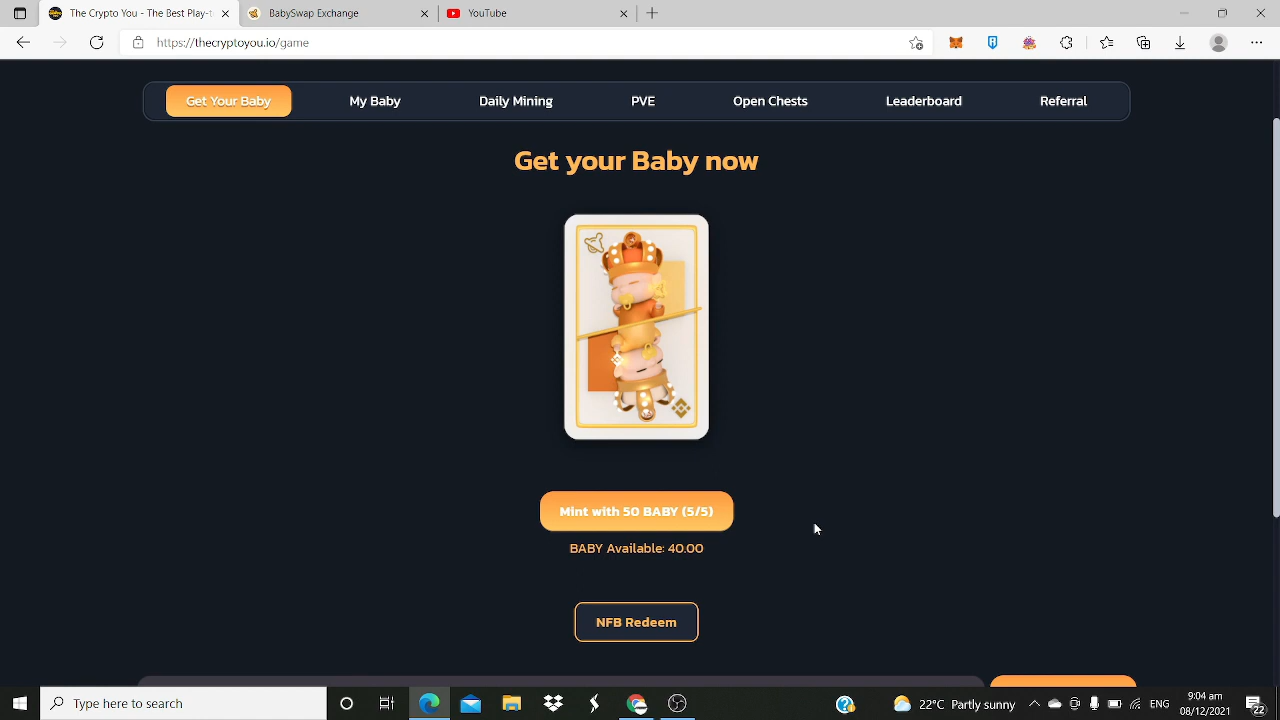 The Crypto You - The Best Play-t
BabySwap Exchange
YouTube
https://thecryptoyou.io/game
Get Your Baby
My Baby
Daily Mining
PVE
Open Chests
Leaderboard
Referral
Get your Baby now
Mint with 50 BABY (5/5)
BABY Available: 40.00
NFB Redeem
Type here to search
22°C Partly sunny
ENG
9:04 am
08/12/2021
22